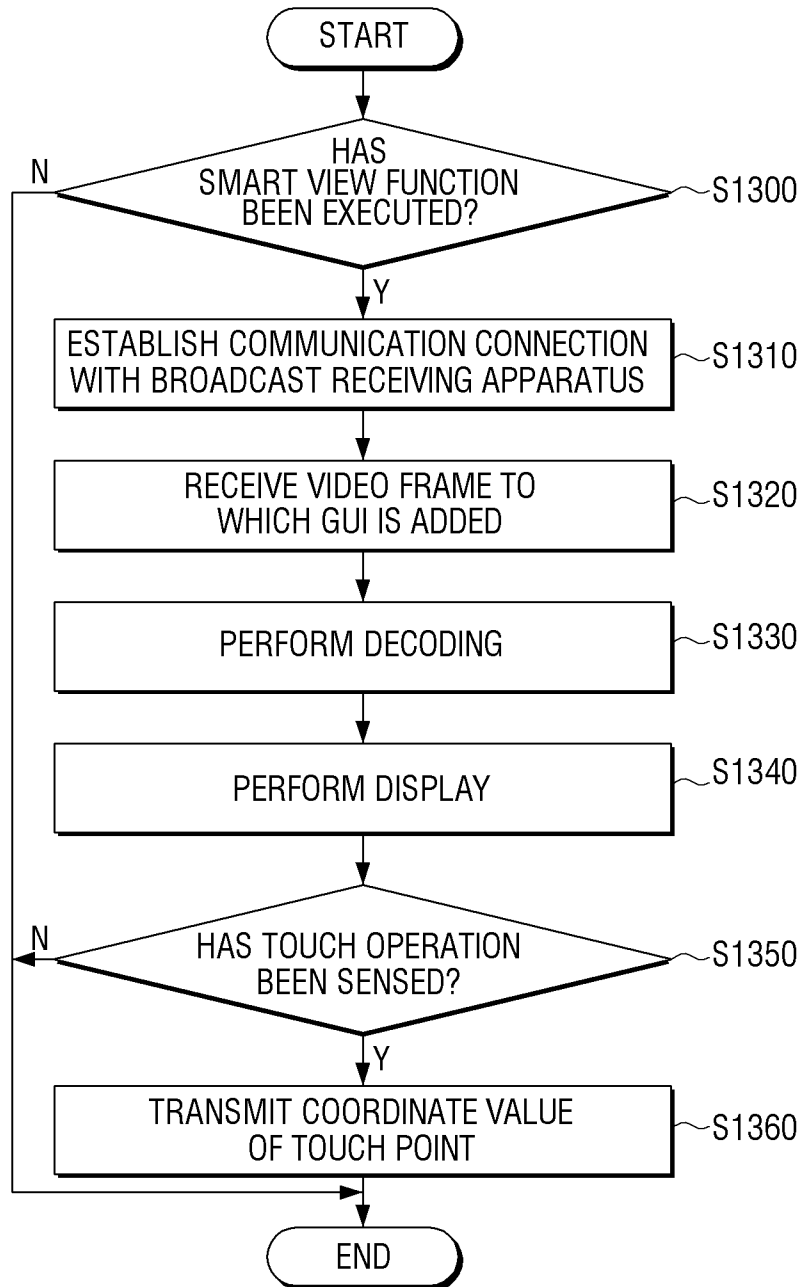 START
HAS
SMART VIEW FUNCTION
BEEN EXECUTED?
N
S1300
Y
ESTABLISH COMMUNICATION CONNECTION
WITH BROADCAST RECEIVING APPARATUS
S1310
RECEIVE VIDEO FRAME TO
WHICH GUI IS ADDED
S1320
PERFORM DECODING
S1330
PERFORM DISPLAY
S1340
N
HAS TOUCH OPERATION
BEEN SENSED?
S1350
Y
TRANSMIT COORDINATE VALUE
OF TOUCH POINT
S1360
END